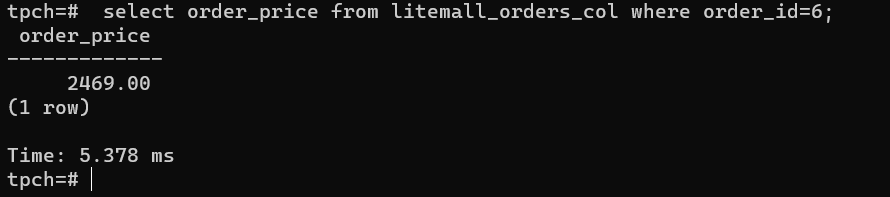 tpch=#  select order_price from litemall_orders_col where order_id=6;
 order_price
-------------
     2469.00
(1 row)

Time: 5.378 ms
tpch=#